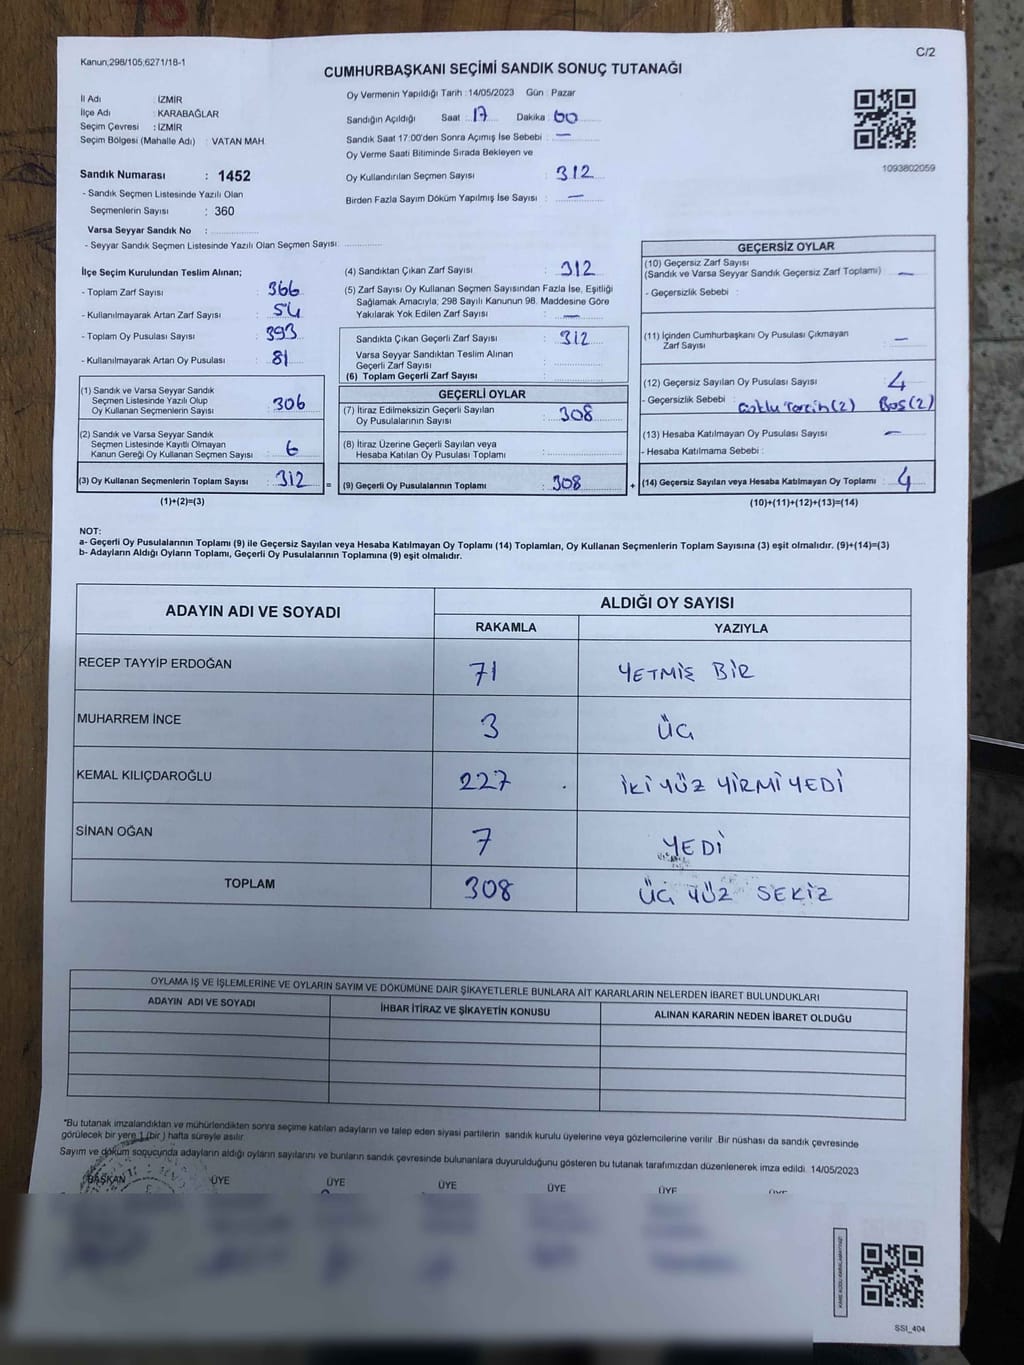 Kanun,298/105;6271/18-1
C/2
CUMHURBAŞKANI SEÇİMİ SANDIK SONUÇ TUTANAĞI
İl Adı : İZMİR
İlçe Adı : KARABAĞLAR
Seçim Çevresi : İZMİR
Seçim Bölgesi (Mahalle Adı) : VATAN MAH.
Oy Vermenin Yapıldığı Tarih :14/05/2023 Gün : Pazar
Sandığın Açıldığı Saat : 17 Dakika : 00
Sandık Saat 17:00'den Sonra Açımış İse Sebebi : —
Oy Verme Saati Bitiminde Sırada Bekleyen ve
Oy Kullandırılan Seçmen Sayısı : 312
Birden Fazla Sayım Döküm Yapılmış İse Sayısı : —
1093802059
Sandık Numarası : 1452
- Sandık Seçmen Listesinde Yazılı Olan
Seçmenlerin Sayısı : 360
Varsa Seyyar Sandık No :
- Seyyar Sandık Seçmen Listesinde Yazılı Olan Seçmen Sayısı:
İlçe Seçim Kurulundan Teslim Alınan;
- Toplam Zarf Sayısı : 366
- Kullanılmayarak Artan Zarf Sayısı : 54
- Toplam Oy Pusulası Sayısı : 393
- Kullanılmayarak Artan Oy Pusulası : 81
(1) Sandık ve Varsa Seyyar Sandık
Seçmen Listesinde Yazılı Olup
Oy Kullanan Seçmenlerin Sayısı : 306
(2) Sandık ve Varsa Seyyar Sandık
Seçmen Listesinde Kayıtlı Olmayan
Kanun Gereği Oy Kullanan Seçmen Sayısı : 6
(3) Oy Kullanan Seçmenlerin Toplam Sayısı : 312
(1)+(2)=(3)
(4) Sandıktan Çıkan Zarf Sayısı : 312
(5) Zarf Sayısı Oy Kullanan Seçmen Sayısından Fazla İse, Eşitliği
Sağlamak Amacıyla; 298 Sayılı Kanunun 98. Maddesine Göre
Yakılarak Yok Edilen Zarf Sayısı : —
Sandıkta Çıkan Geçerli Zarf Sayısı : 312
Varsa Seyyar Sandıktan Teslim Alınan
Geçerli Zarf Sayısı :
(6) Toplam Geçerli Zarf Sayısı :
GEÇERLİ OYLAR
(7) İtiraz Edilmeksizin Geçerli Sayılan
Oy Pusulalarının Sayısı : 308
(8) İtiraz Üzerine Geçerli Sayılan veya
Hesaba Katılan Oy Pusulası Toplamı :
= (9) Geçerli Oy Pusulalarının Toplamı : 308 +
GEÇERSİZ OYLAR
(10) Geçersiz Zarf Sayısı
(Sandık ve Varsa Seyyar Sandık Geçersiz Zarf Toplamı) : —
- Geçersizlik Sebebi :
(11) İçinden Cumhurbaşkanı Oy Pusulası Çıkmayan
Zarf Sayısı : —
(12) Geçersiz Sayılan Oy Pusulası Sayısı : 4
- Geçersizlik Sebebi : Çoklu Tercih(2) Boş(2)
(13) Hesaba Katılmayan Oy Pusulası Sayısı : —
- Hesaba Katılmama Sebebi :
(14) Geçersiz Sayılan veya Hesaba Katılmayan Oy Toplamı : 4
(10)+(11)+(12)+(13)=(14)
NOT:
a- Geçerli Oy Pusulalarının Toplamı (9) ile Geçersiz Sayılan veya Hesaba Katılmayan Oy Toplamı (14) Toplamları, Oy Kullanan Seçmenlerin Toplam Sayısına (3) eşit olmalıdır. (9)+(14)=(3)
b- Adayların Aldığı Oyların Toplamı, Geçerli Oy Pusulalarının Toplamına (9) eşit olmalıdır.
ADAYIN ADI VE SOYADI
ALDIĞI OY SAYISI
RAKAMLA YAZIYLA
RECEP TAYYİP ERDOĞAN 71 YETMİŞ BİR
MUHARREM İNCE 3 ÜÇ
KEMAL KILIÇDAROĞLU 227 İKİ YÜZ YİRMİ YEDİ
SİNAN OĞAN 7 YEDİ
TOPLAM 308 ÜÇ YÜZ SEKİZ
OYLAMA İŞ VE İŞLEMLERİNE VE OYLARIN SAYIM VE DÖKÜMÜNE DAİR ŞİKAYETLERLE BUNLARA AİT KARARLARIN NELERDEN İBARET BULUNDUKLARI
ADAYIN ADI VE SOYADI İHBAR İTİRAZ VE ŞİKAYETİN KONUSU ALINAN KARARIN NEDEN İBARET OLDUĞU
*Bu tutanak imzalandıktan ve mühürlendikten sonra seçime katılan adayların ve talep eden siyasi partilerin sandık kurulu üyelerine veya gözlemcilerine verilir .Bir nüshası da sandık çevresinde
görülecek bir yere 1 (bir ) hafta süreyle asılır.
Sayım ve döküm sonucunda adayların aldığı oyların sayılarını ve bunların sandık çevresinde bulunanlara duyurulduğunu gösteren bu tutanak tarafımızdan düzenlenerek imza edildi. 14/05/2023
BAŞKAN ÜYE ÜYE ÜYE ÜYE ÜYE
SSI_404